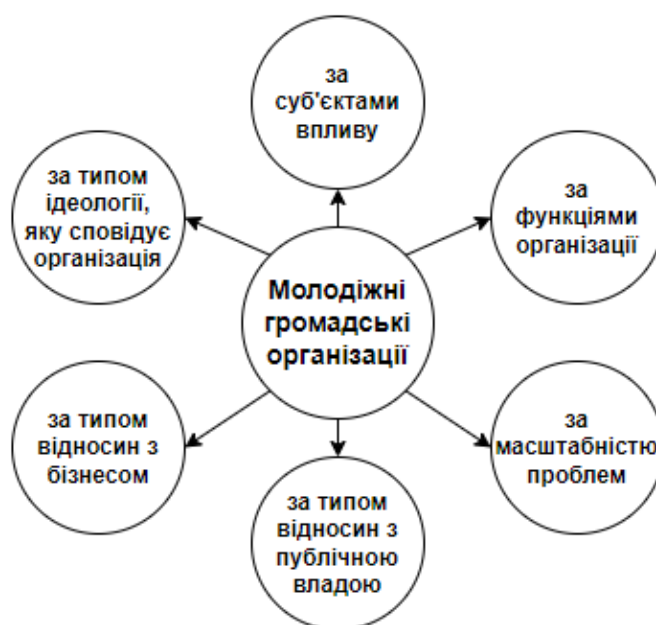 за
суб'єктами
впливу
за типом
ідеології,
яку сповідує
організація
за
функціями
організації
Молодіжні
громадські
організації
за типом
відносин з
бізнесом
за
масштабністю
проблем
за типом
відносин з
публічною
владою